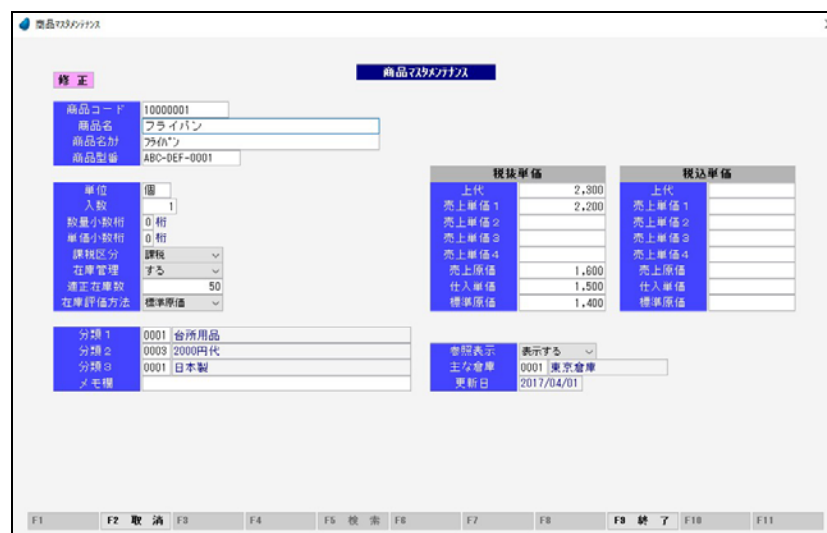 商品マスタメンテナンス
商品マスタメンテナンス
修正
商品コード 10000001
商品名 フライパン
商品名カナ フライパン
商品型番 ABC-DEF-0001
単位 個
入数 1
数量小数桁 0 桁
単価小数桁 0 桁
課税区分 課税
在庫管理 する
適正在庫数 50
在庫評価方法 標準原価
税抜単価
上代 2,300
売上単価1 2,200
売上単価2
売上単価3
売上単価4
売上原価 1,600
仕入単価 1,500
標準原価 1,400
税込単価
上代
売上単価1
売上単価2
売上単価3
売上単価4
売上原価
仕入単価
標準原価
分類1 0001 台所用品
分類2 0003 2000円代
分類3 0001 日本製
メモ欄
参照表示 表示する
主な倉庫 0001 東京倉庫
更新日 2017/04/01
F1 F2 取 消 F3 F4 F5 検 索 F6 F7 F8 F9 終 了 F10 F11